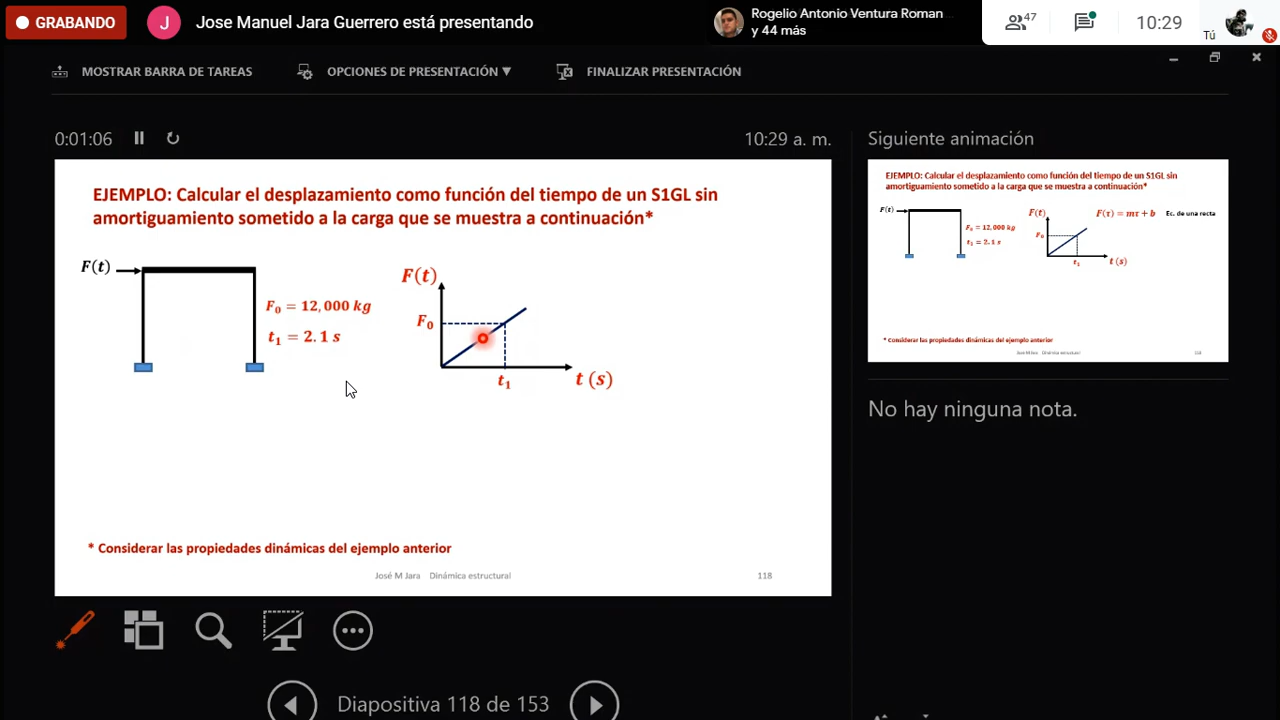 GRABANDO
J
Jose Manuel Jara Guerrero está presentando
Rogelio Antonio Ventura Roman...
y 44 más
47
10:29
Tú
MOSTRAR BARRA DE TAREAS
OPCIONES DE PRESENTACIÓN ▼
FINALIZAR PRESENTACIÓN
0:01:06
10:29 a. m.
EJEMPLO: Calcular el desplazamiento como función del tiempo de un S1GL sin
amortiguamiento sometido a la carga que se muestra a continuación*
F(t)
F₀ = 12,000 kg
t₁ = 2.1 s
F(t)
F₀
t₁
t (s)
* Considerar las propiedades dinámicas del ejemplo anterior
José M Jara Dinámica estructural
118
Siguiente animación
EJEMPLO: Calcular el desplazamiento como función del tiempo de un S1GL sin
amortiguamiento sometido a la carga que se muestra a continuación*
F(t)
F₀ = 12,000 kg
t₁ = 2.1 s
F(t)
F₀
t₁
t (s)
F(τ) = mτ + b
Ec. de una recta
* Considerar las propiedades dinámicas del ejemplo anterior
José M Jara Dinámica estructural
118
No hay ninguna nota.
Diapositiva 118 de 153